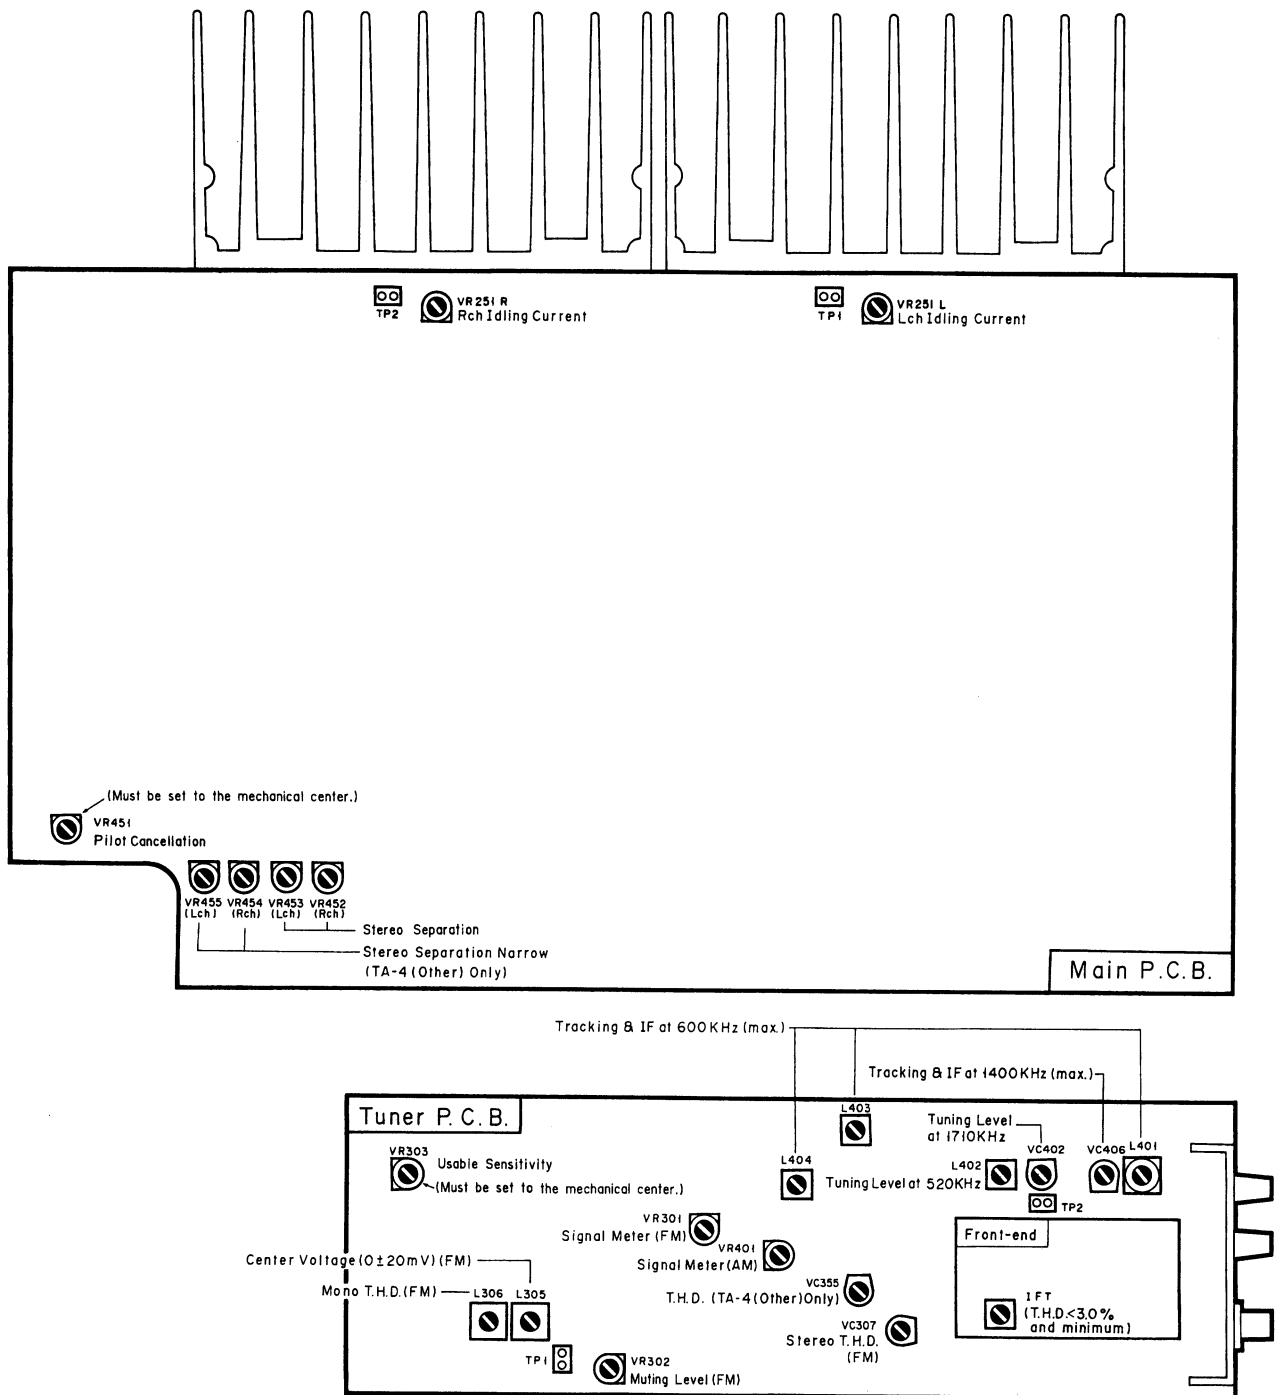 TP2
VR251 R
Rch Idling Current
TP1
VR251 L
Lch Idling Current
(Must be set to the mechanical center.)
VR451
Pilot Cancellation
VR455 VR454 VR453 VR452
(Lch) (Rch) (Lch) (Rch)
Stereo Separation
Stereo Separation Narrow
(TA-4 (Other) Only)
Main P.C.B.
Tracking & IF at 600KHz (max.)
Tracking & IF at 1400KHz (max.)
Tuner P.C.B.
L403
Tuning Level
at 1710KHz
VR303
Usable Sensitivity
(Must be set to the mechanical center.)
L404
Tuning Level at 520KHz
L402
VC402
VC406
L401
TP2
VR301
Signal Meter (FM)
VR401
Signal Meter (AM)
Front-end
Center Voltage (0±20mV) (FM)
Mono T.H.D. (FM)
L306
L305
VC355
T.H.D. (TA-4 (Other) Only)
IFT
(T.H.D.<3.0%
and minimum)
VC307
Stereo T.H.D.
(FM)
TP1
VR302
Muting Level (FM)